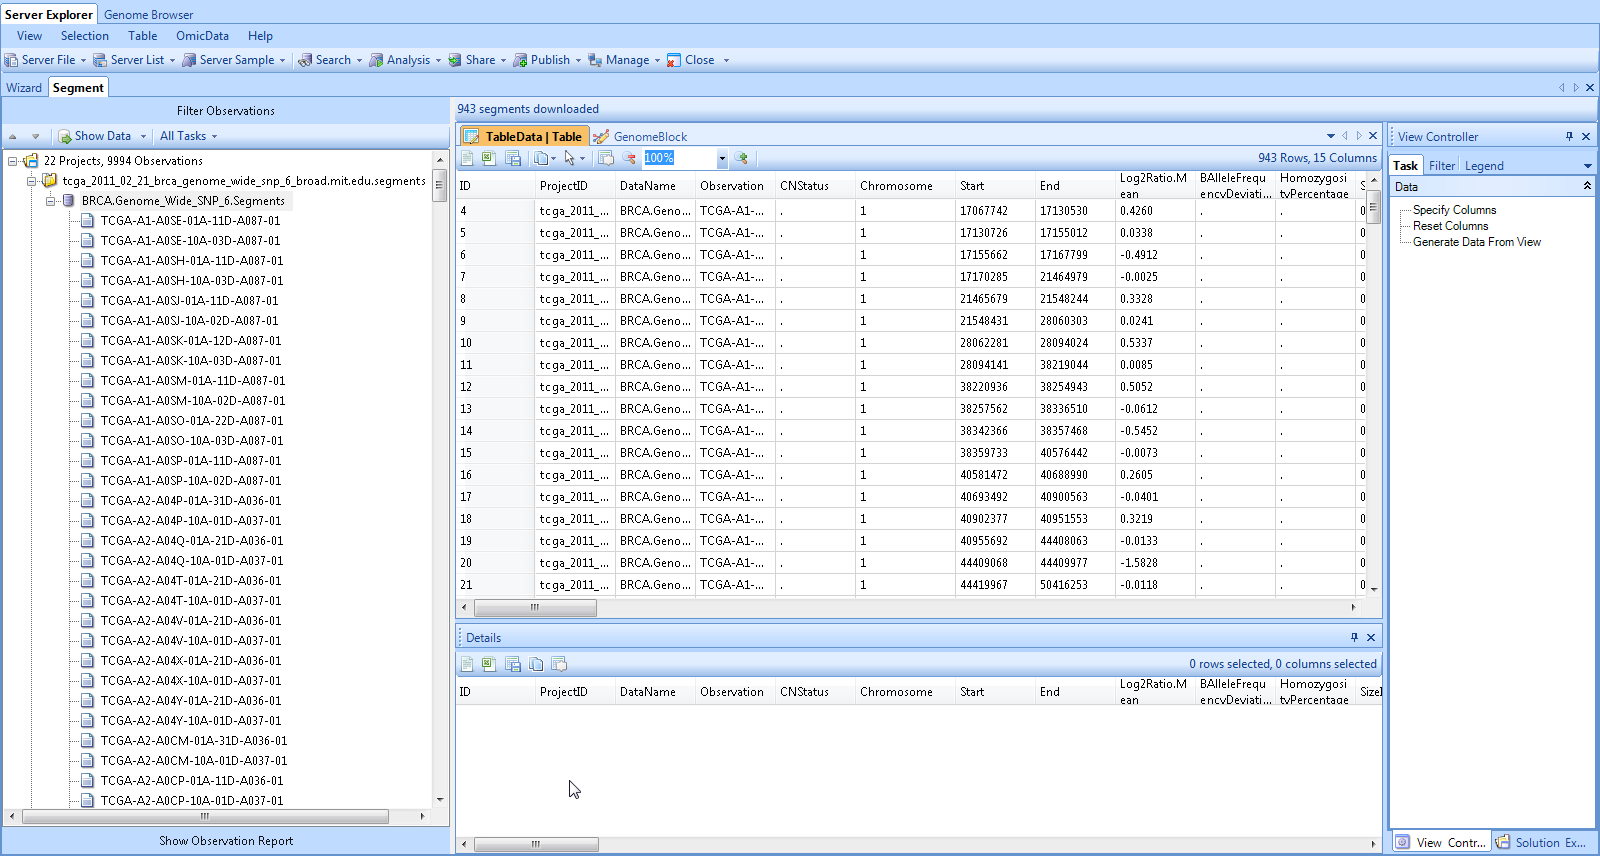 Server Explorer Genome Browser
View Selection Table OmicData Help
Server File Server List Server Sample Search Analysis Share Publish Manage Close
Wizard Segment
Filter Observations
Show Data All Tasks
22 Projects, 9994 Observations
tcga_2011_02_21_brca_genome_wide_snp_6_broad.mit.edu.segments
BRCA.Genome_Wide_SNP_6.Segments
TCGA-A1-A0SE-01A-11D-A087-01
TCGA-A1-A0SE-10A-03D-A087-01
TCGA-A1-A0SH-01A-11D-A087-01
TCGA-A1-A0SH-10A-03D-A087-01
TCGA-A1-A0SJ-01A-11D-A087-01
TCGA-A1-A0SJ-10A-02D-A087-01
TCGA-A1-A0SK-01A-12D-A087-01
TCGA-A1-A0SK-10A-03D-A087-01
TCGA-A1-A0SM-01A-11D-A087-01
TCGA-A1-A0SM-10A-02D-A087-01
TCGA-A1-A0SO-01A-22D-A087-01
TCGA-A1-A0SO-10A-03D-A087-01
TCGA-A1-A0SP-01A-11D-A087-01
TCGA-A1-A0SP-10A-02D-A087-01
TCGA-A2-A04P-01A-31D-A036-01
TCGA-A2-A04P-10A-01D-A037-01
TCGA-A2-A04Q-01A-21D-A036-01
TCGA-A2-A04Q-10A-01D-A037-01
TCGA-A2-A04T-01A-21D-A036-01
TCGA-A2-A04T-10A-01D-A037-01
TCGA-A2-A04V-01A-21D-A036-01
TCGA-A2-A04V-10A-01D-A037-01
TCGA-A2-A04X-01A-21D-A036-01
TCGA-A2-A04X-10A-01D-A037-01
TCGA-A2-A04Y-01A-21D-A036-01
TCGA-A2-A04Y-10A-01D-A037-01
TCGA-A2-A0CM-01A-31D-A036-01
TCGA-A2-A0CM-10A-01D-A037-01
TCGA-A2-A0CP-01A-11D-A036-01
TCGA-A2-A0CP-10A-01D-A037-01
Show Observation Report
943 segments downloaded
TableData | Table GenomeBlock
100% 943 Rows, 15 Columns
ID ProjectID DataName Observation CNStatus Chromosome Start End Log2Ratio.Mean BAlleleFrequencyDeviati... HomozygosityPercentage S
4 tcga_2011_... BRCA.Geno... TCGA-A1-... . 1 17067742 17130530 0.4260 . . 0
5 tcga_2011_... BRCA.Geno... TCGA-A1-... . 1 17130726 17155012 0.0338 . . 0
6 tcga_2011_... BRCA.Geno... TCGA-A1-... . 1 17155662 17167799 -0.4912 . . 0
7 tcga_2011_... BRCA.Geno... TCGA-A1-... . 1 17170285 21464979 -0.0025 . . 0
8 tcga_2011_... BRCA.Geno... TCGA-A1-... . 1 21465679 21548244 0.3328 . . 0
9 tcga_2011_... BRCA.Geno... TCGA-A1-... . 1 21548431 28060303 0.0241 . . 0
10 tcga_2011_... BRCA.Geno... TCGA-A1-... . 1 28062281 28094024 0.5337 . . 0
11 tcga_2011_... BRCA.Geno... TCGA-A1-... . 1 28094141 38219044 0.0085 . . 0
12 tcga_2011_... BRCA.Geno... TCGA-A1-... . 1 38220936 38254943 0.5052 . . 0
13 tcga_2011_... BRCA.Geno... TCGA-A1-... . 1 38257562 38336510 -0.0612 . . 0
14 tcga_2011_... BRCA.Geno... TCGA-A1-... . 1 38342366 38357468 -0.5452 . . 0
15 tcga_2011_... BRCA.Geno... TCGA-A1-... . 1 38359733 40576442 -0.0073 . . 0
16 tcga_2011_... BRCA.Geno... TCGA-A1-... . 1 40581472 40688990 0.2605 . . 0
17 tcga_2011_... BRCA.Geno... TCGA-A1-... . 1 40693492 40900563 -0.0401 . . 0
18 tcga_2011_... BRCA.Geno... TCGA-A1-... . 1 40902377 40951553 0.3219 . . 0
19 tcga_2011_... BRCA.Geno... TCGA-A1-... . 1 40955692 44408063 -0.0133 . . 0
20 tcga_2011_... BRCA.Geno... TCGA-A1-... . 1 44409068 44409977 -1.5828 . . 0
21 tcga_2011_... BRCA.Geno... TCGA-A1-... . 1 44419967 50416253 -0.0118 . . 0
Details
0 rows selected, 0 columns selected
ID ProjectID DataName Observation CNStatus Chromosome Start End Log2Ratio.Mean BAlleleFrequencyDeviati... HomozygosityPercentage SizeI
View Controller
Task Filter Legend
Data
Specify Columns
Reset Columns
Generate Data From View
View Contr... Solution Ex...